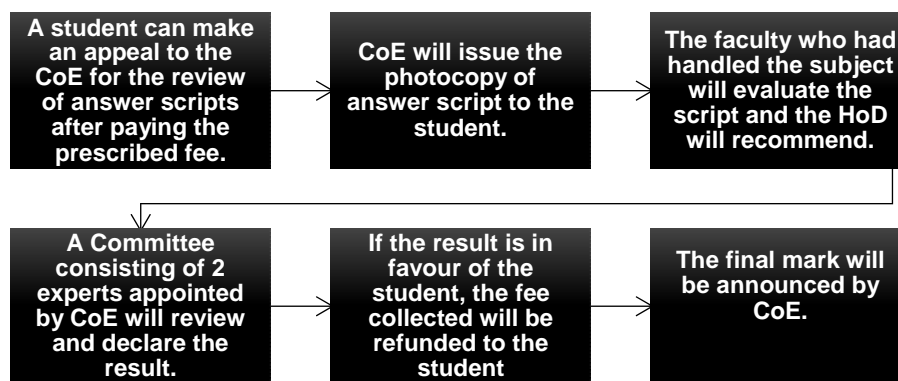 A student can make
an appeal to the
CoE for the review
of answer scripts
after paying the
prescribed fee.
CoE will issue the
photocopy of
answer script to the
student.
The faculty who had
handled the subject
will evaluate the
script and the HoD
will recommend.
A Committee
consisting of 2
experts appointed
by CoE will review
and declare the
result.
If the result is in
favour of the
student, the fee
collected will be
refunded to the
student
The final mark will
be announced by
CoE.